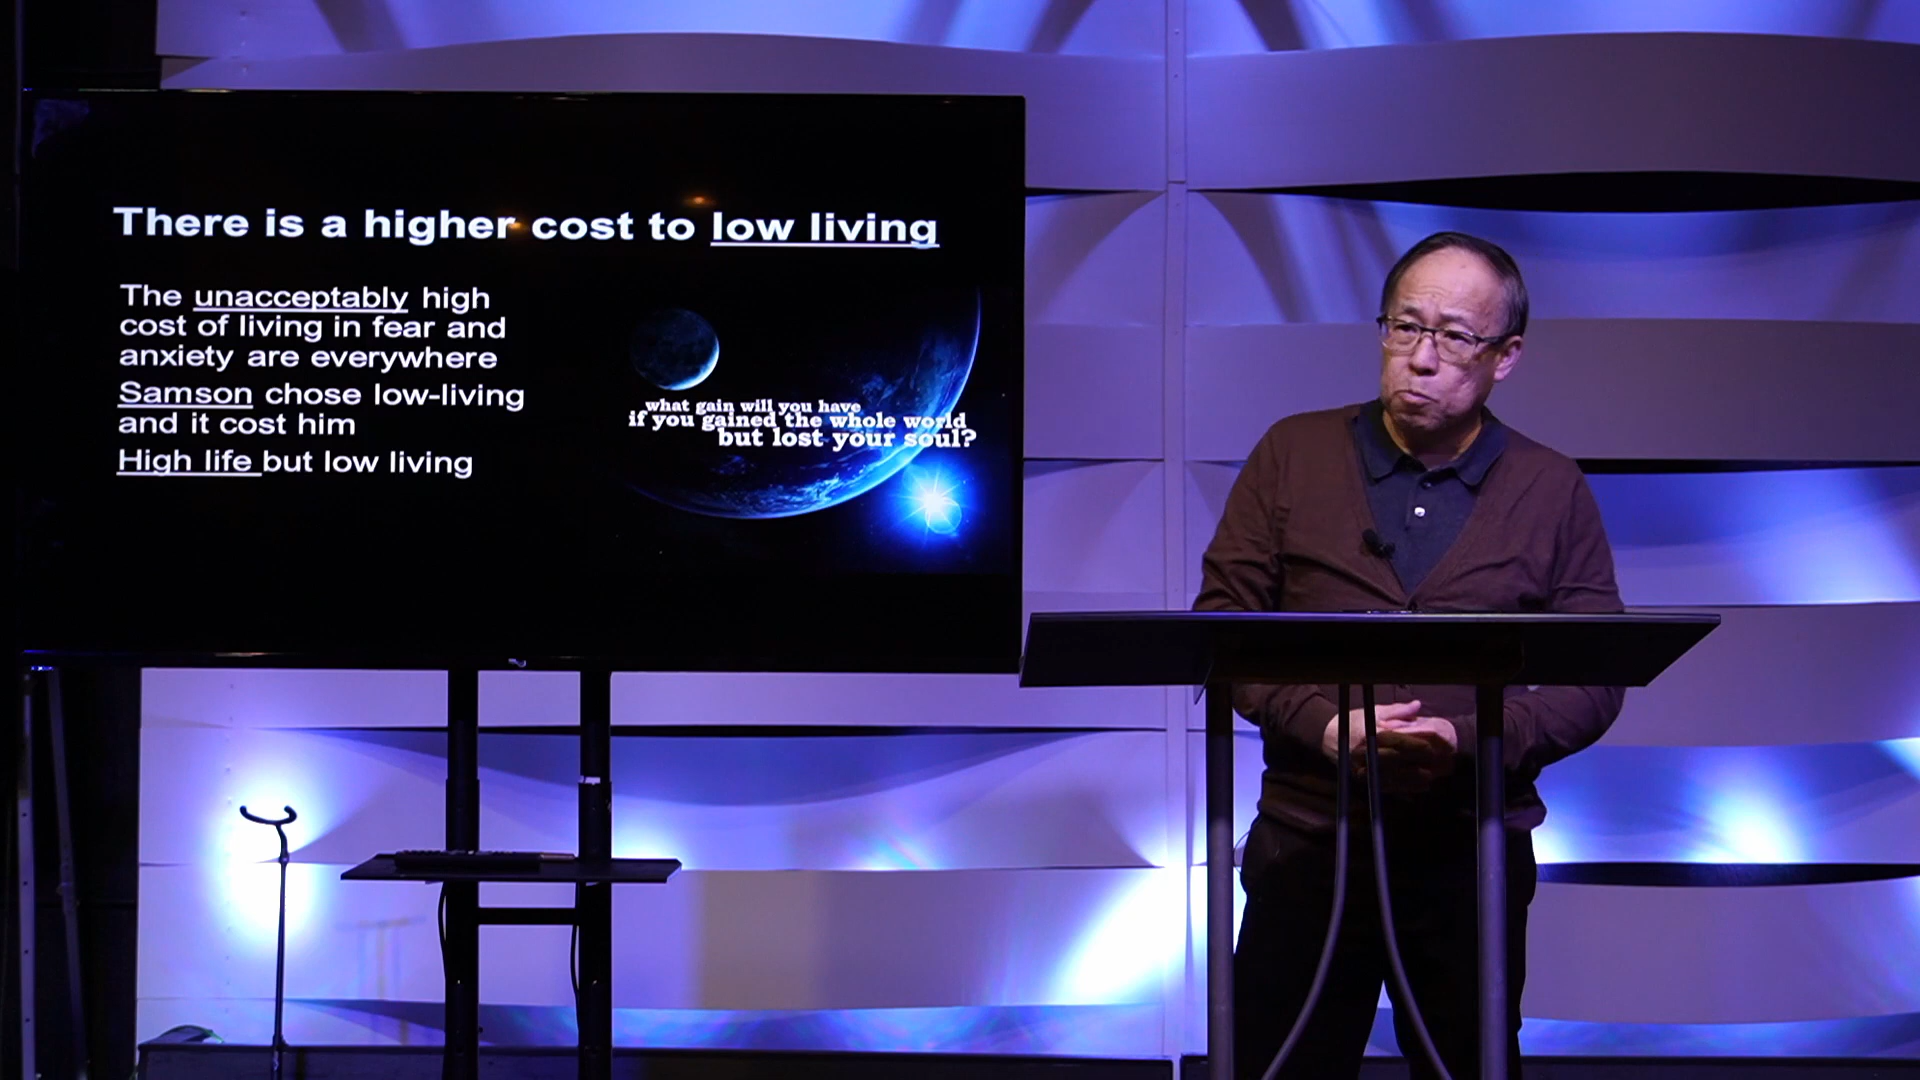 There is a higher cost to low living
The unacceptably high
cost of living in fear and
anxiety are everywhere
Samson chose low-living
and it cost him
High life but low living
what gain will you have
if you gained the whole world
but lost your soul?